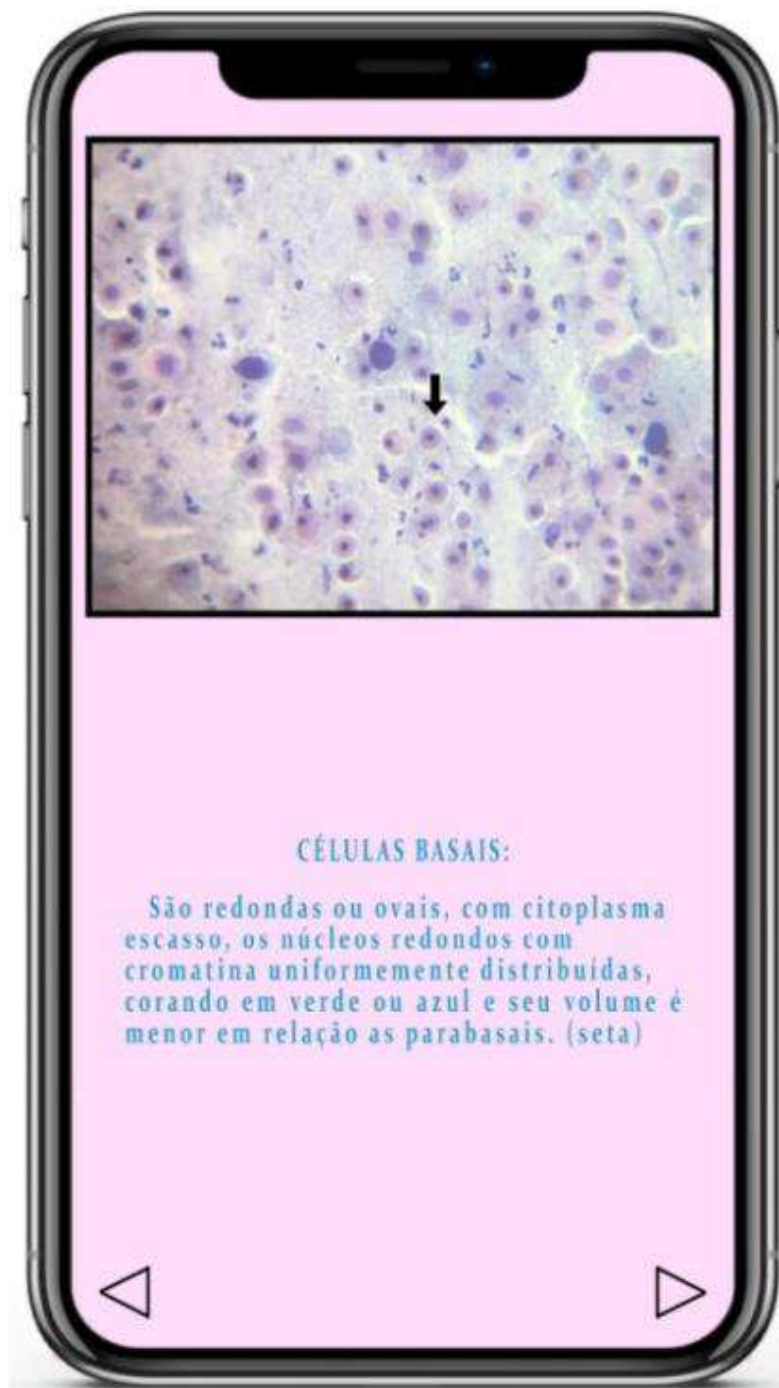 CÉLULAS BASAIS:
São redondas ou ovais, com citoplasma
escasso, os núcleos redondos com
cromatina uniformemente distribuídas,
corando em verde ou azul e seu volume é
menor em relação as parabasais. (seta)